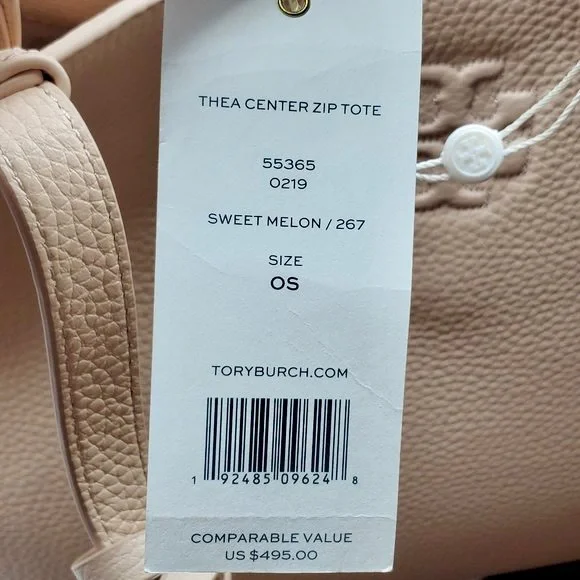 THEA CENTER ZIP TOTE
55365
0219
SWEET MELON / 267
SIZE
OS
TORYBURCH.COM
1 92485 09624 8
COMPARABLE VALUE
US $495.00